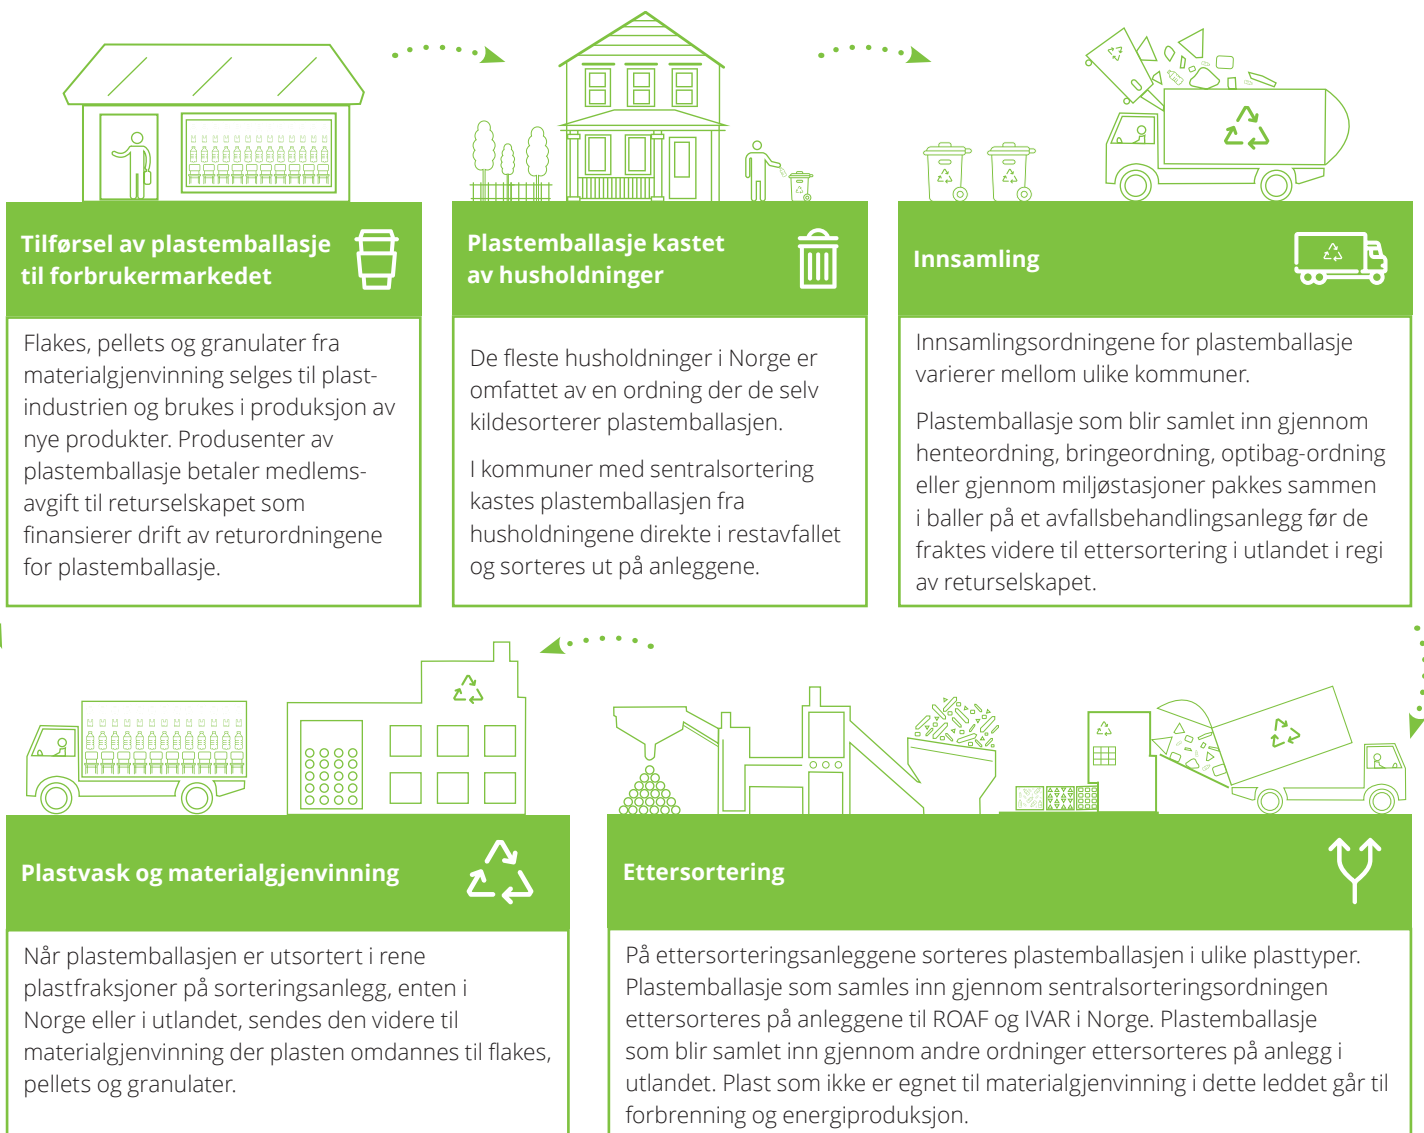 Tilførsel av plastemballasje
til forbrukermarkedet
Flakes, pellets og granulater fra
materialgjenvinning selges til plast-
industrien og brukes i produksjon av
nye produkter. Produsenter av
plastemballasje betaler medlems-
avgift til returselskapet som
finansierer drift av returordningene
for plastemballasje.
Plastemballasje kastet
av husholdninger
De fleste husholdninger i Norge er
omfattet av en ordning der de selv
kildesorterer plastemballasjen.
I kommuner med sentralsortering
kastes plastemballasjen fra
husholdningene direkte i restavfallet
og sorteres ut på anleggene.
Innsamling
Innsamlingsordningene for plastemballasje
varierer mellom ulike kommuner.
Plastemballasje som blir samlet inn gjennom
henteordning, bringeordning, optibag-ordning
eller gjennom miljøstasjoner pakkes sammen
i baller på et avfallsbehandlingsanlegg før de
fraktes videre til ettersortering i utlandet i regi
av returselskapet.
Plastvask og materialgjenvinning
Når plastemballasjen er utsortert i rene
plastfraksjoner på sorteringsanlegg, enten i
Norge eller i utlandet, sendes den videre til
materialgjenvinning der plasten omdannes til flakes,
pellets og granulater.
Ettersortering
På ettersorteringsanleggene sorteres plastemballasjen i ulike plasttyper.
Plastemballasje som samles inn gjennom sentralsorteringsordningen
ettersorteres på anleggene til ROAF og IVAR i Norge. Plastemballasje
som blir samlet inn gjennom andre ordninger ettersorteres på anlegg i
utlandet. Plast som ikke er egnet til materialgjenvinning i dette leddet går til
forbrenning og energiproduksjon.